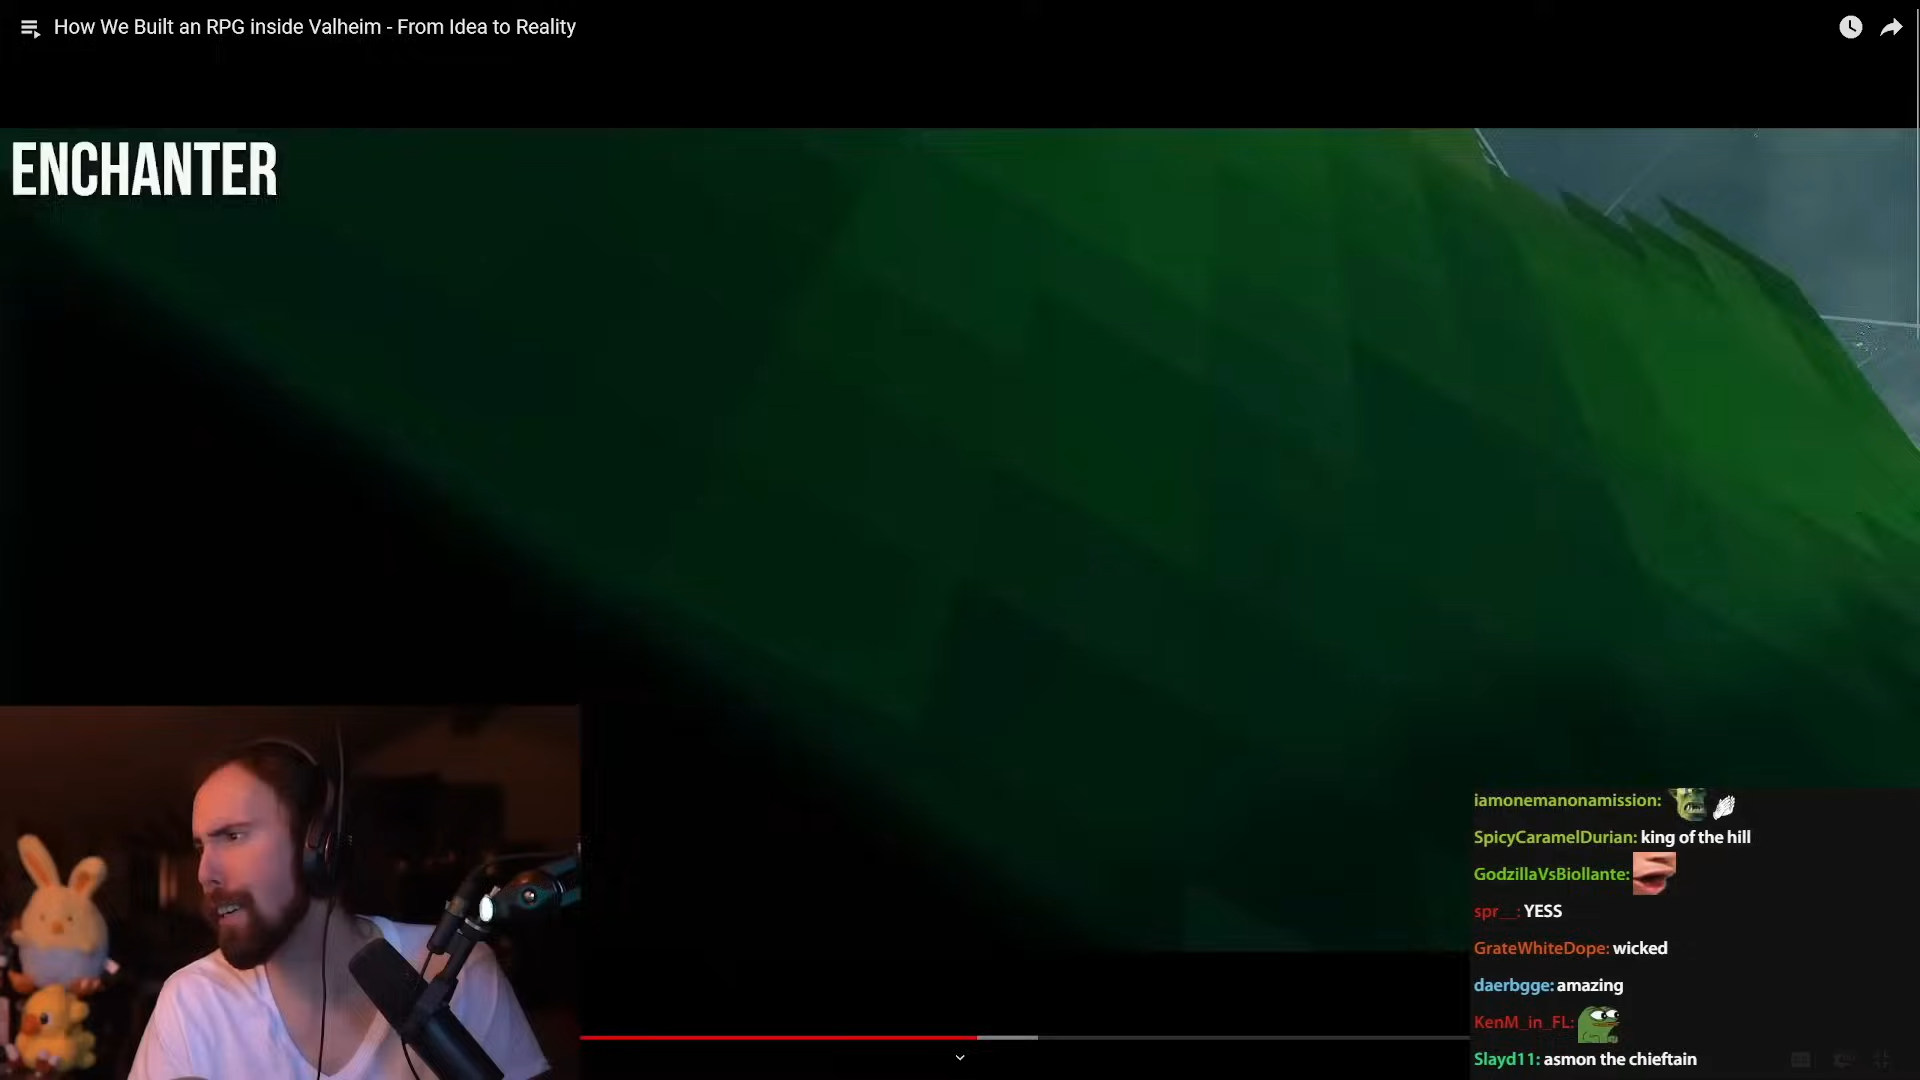 How We Built an RPG inside Valheim - From Idea to Reality
ENCHANTER
iamonemanonamission:
SpicyCaramelDurian: king of the hill
GodzillaVsBiollante:
spr__: YESS
GrateWhiteDope: wicked
daerbgge: amazing
KenM_in_FL:
Slayd11: asmon the chieftain